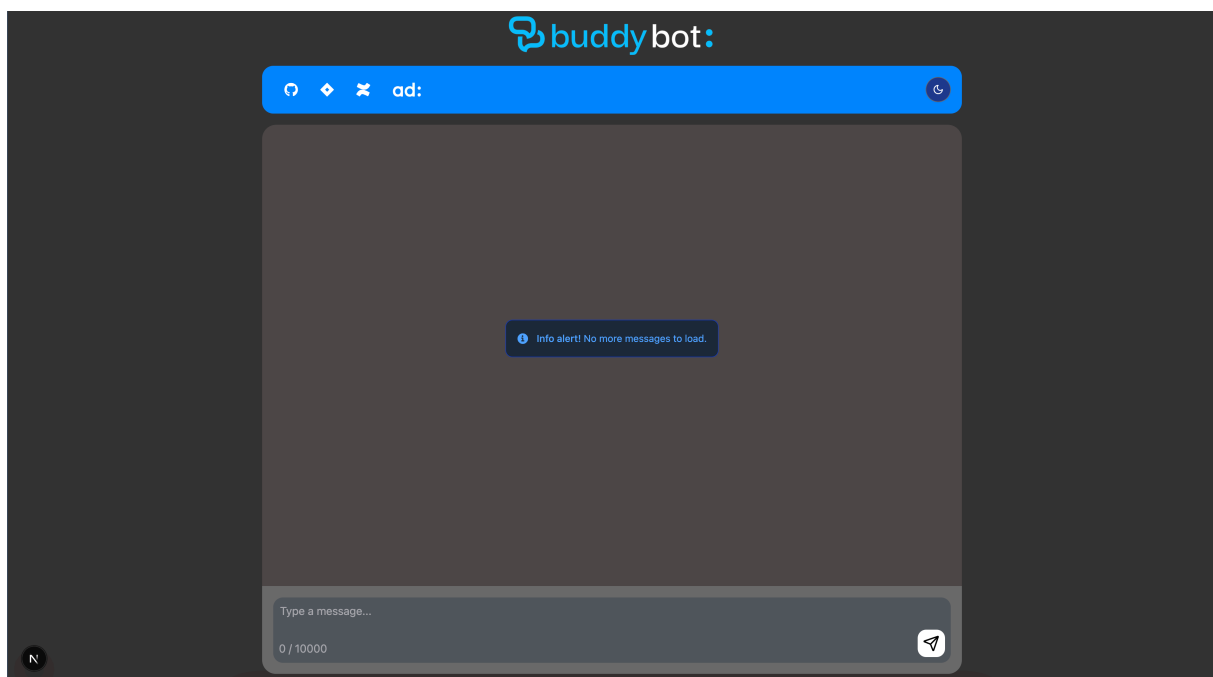 buddybot:
ad:
Info alert! No more messages to load.
Type a message...
0 / 10000
N